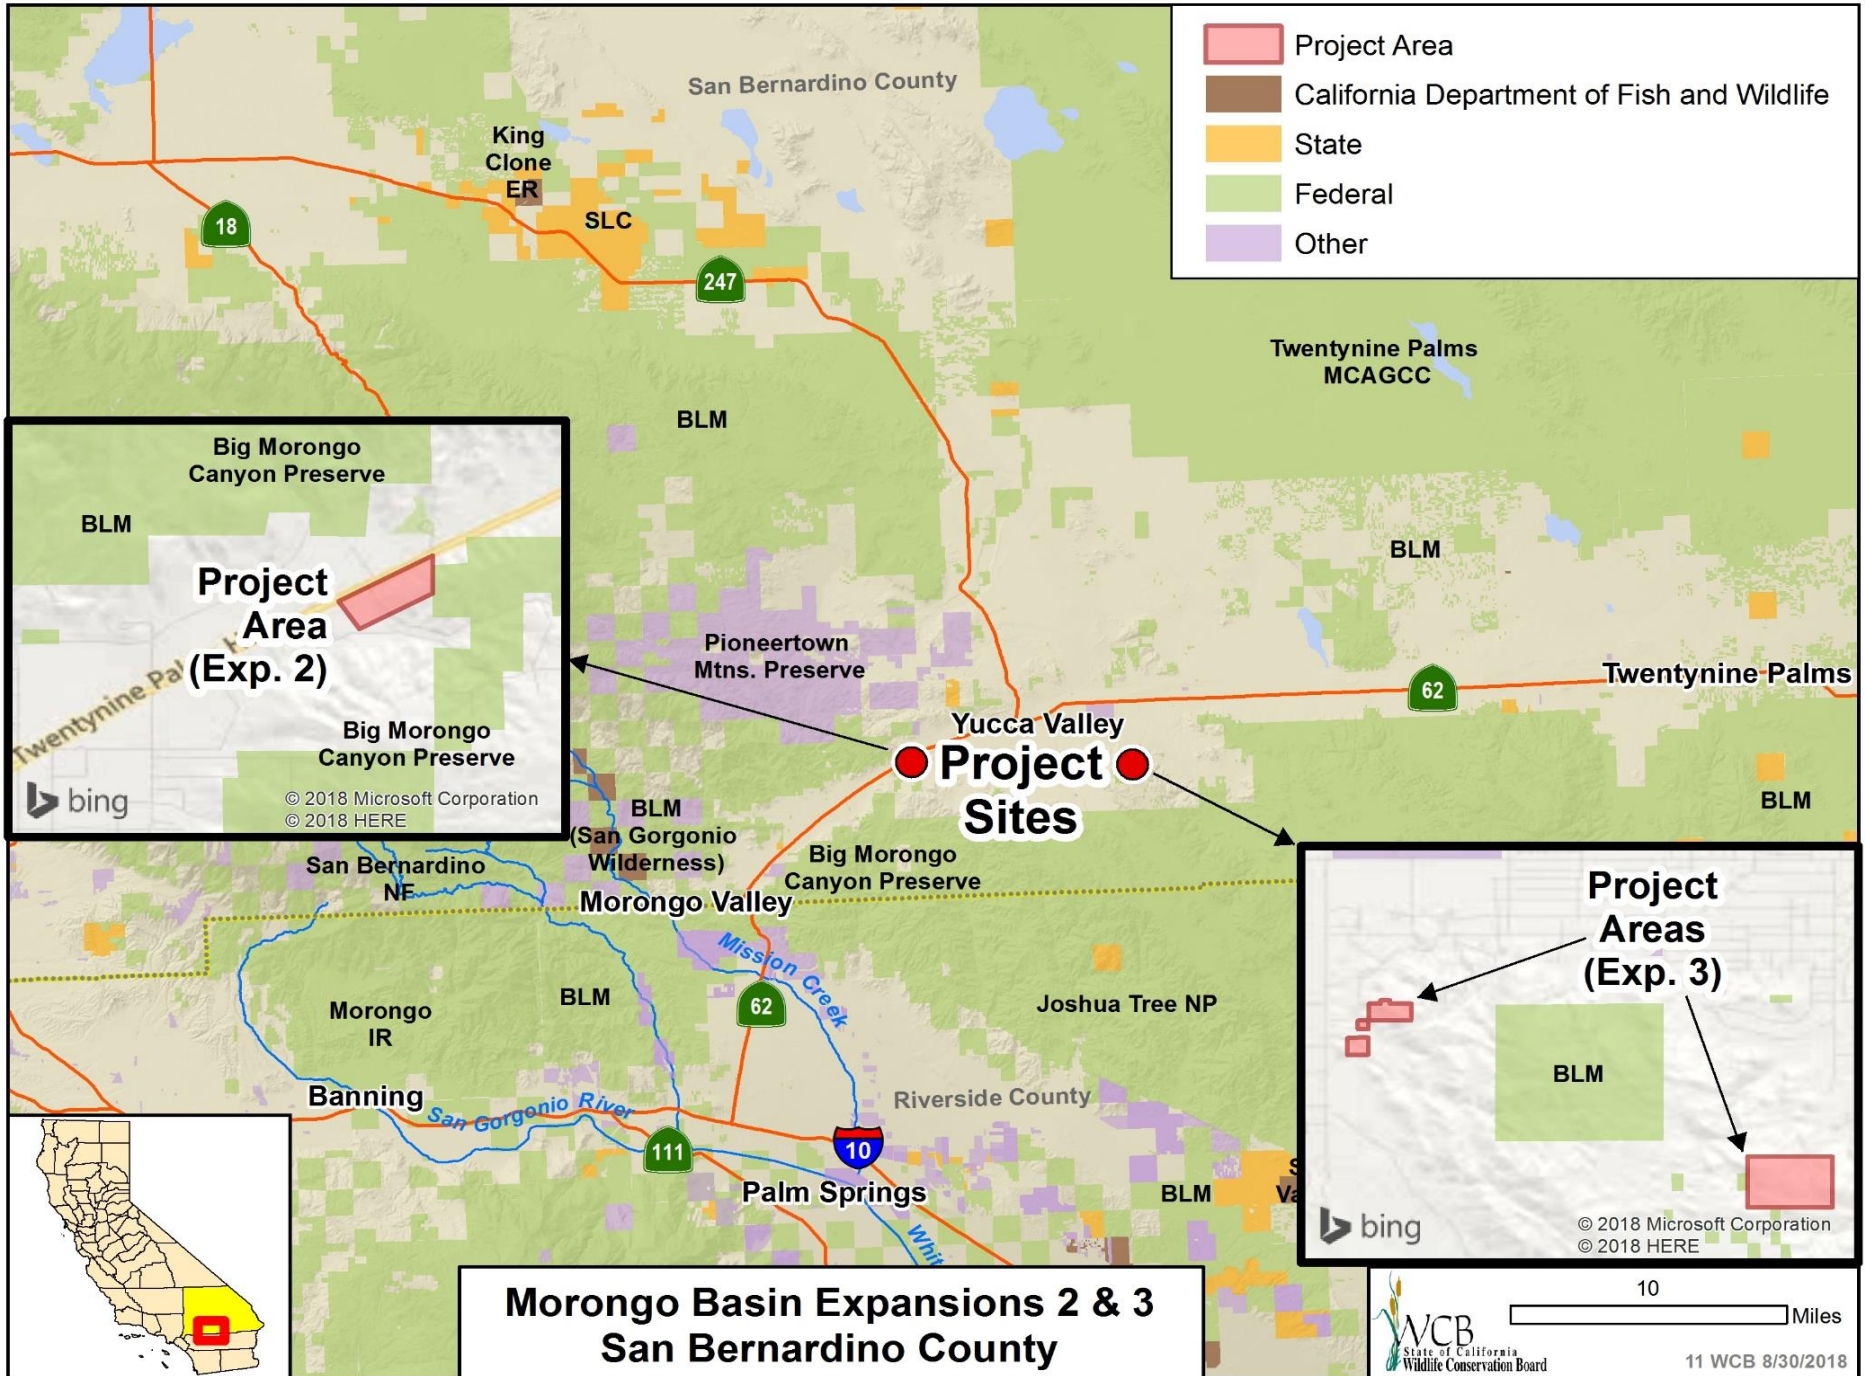 Project Area
California Department of Fish and Wildlife
State
Federal
Other
San Bernardino County
King
Clone
ER
SLC
18
247
Twentynine Palms
MCAGCC
BLM
Big Morongo
Canyon Preserve
BLM
Project
Area
(Exp. 2)
Twentynine Pal
H
Big Morongo
Canyon Preserve
bing
© 2018 Microsoft Corporation
© 2018 HERE
BLM
Pioneertown
Mtns. Preserve
62
Twentynine Palms
Yucca Valley
Project
Sites
BLM
BLM
(San Gorgonio
Wilderness)
Big Morongo
Canyon Preserve
San Bernardino
NF
Morongo Valley
Mission Creek
Project
Areas
(Exp. 3)
BLM
bing
© 2018 Microsoft Corporation
© 2018 HERE
Morongo
IR
BLM
62
Joshua Tree NP
Riverside County
Banning
San Gorgonio River
111
10
Palm Springs
BLM
S
Va
Whit
Morongo Basin Expansions 2 & 3
San Bernardino County
WCB
State of California
Wildlife Conservation Board
10
Miles
11 WCB 8/30/2018